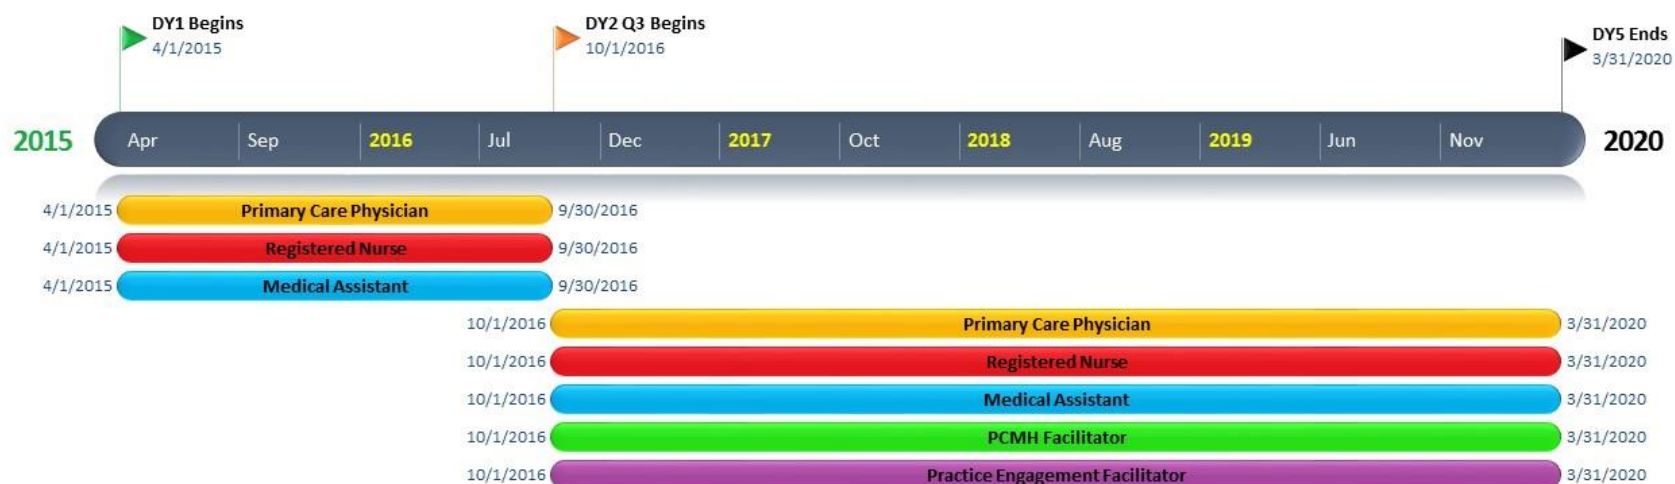 DY1 Begins
4/1/2015
DY2 Q3 Begins
10/1/2016
DY5 Ends
3/31/2020
2015 Apr Sep 2016 Jul Dec 2017 Oct 2018 Aug 2019 Jun Nov 2020
4/1/2015 Primary Care Physician 9/30/2016
4/1/2015 Registered Nurse 9/30/2016
4/1/2015 Medical Assistant 9/30/2016
10/1/2016 Primary Care Physician 3/31/2020
10/1/2016 Registered Nurse 3/31/2020
10/1/2016 Medical Assistant 3/31/2020
10/1/2016 PCMH Facilitator 3/31/2020
10/1/2016 Practice Engagement Facilitator 3/31/2020